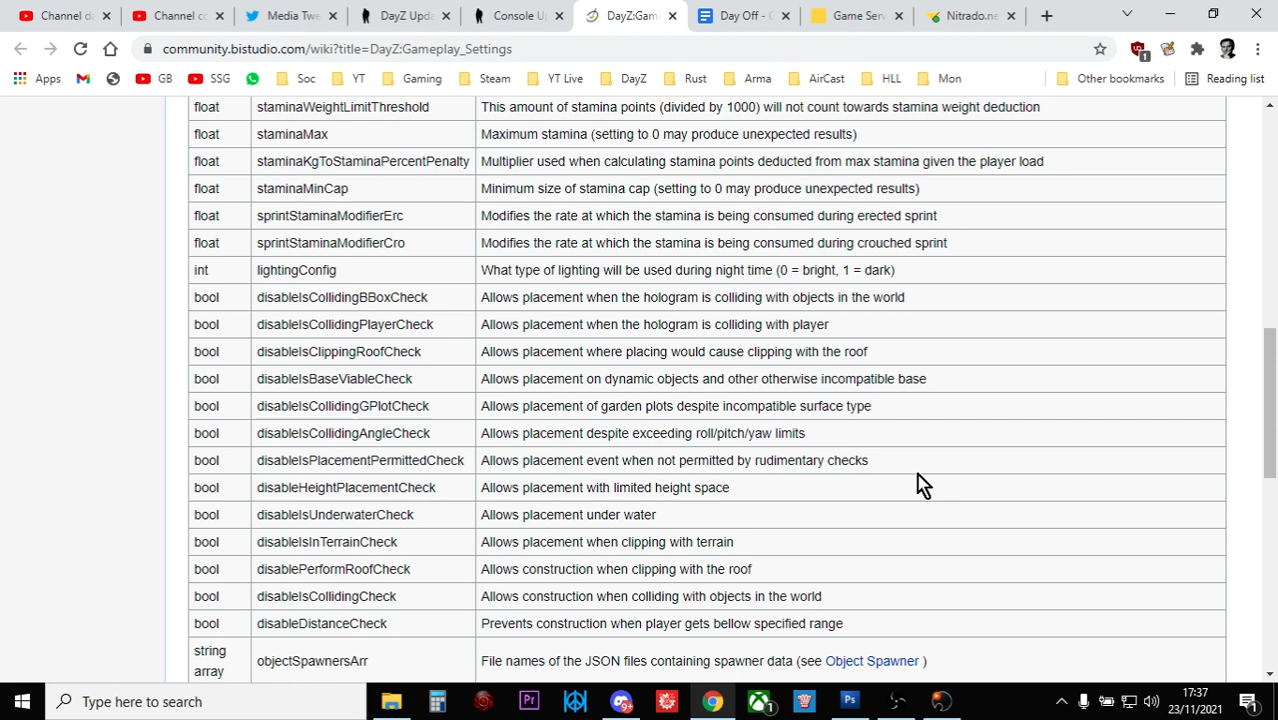 Channel da
Channel co
Media Twe
DayZ Upda
Console Up
DayZ:Gam
Day Off - G
Game Serv
Nitrado.ne
community.bistudio.com/wiki?title=DayZ:Gameplay_Settings
1
Apps GB SSG Soc YT Gaming Steam YT Live DayZ Rust Arma AirCast HLL Mon Other bookmarks Reading list
float staminaWeightLimitThreshold This amount of stamina points (divided by 1000) will not count towards stamina weight deduction
float staminaMax Maximum stamina (setting to 0 may produce unexpected results)
float staminaKgToStaminaPercentPenalty Multiplier used when calculating stamina points deducted from max stamina given the player load
float staminaMinCap Minimum size of stamina cap (setting to 0 may produce unexpected results)
float sprintStaminaModifierErc Modifies the rate at which the stamina is being consumed during erected sprint
float sprintStaminaModifierCro Modifies the rate at which the stamina is being consumed during crouched sprint
int lightingConfig What type of lighting will be used during night time (0 = bright, 1 = dark)
bool disableIsCollidingBBoxCheck Allows placement when the hologram is colliding with objects in the world
bool disableIsCollidingPlayerCheck Allows placement when the hologram is colliding with player
bool disableIsClippingRoofCheck Allows placement where placing would cause clipping with the roof
bool disableIsBaseViableCheck Allows placement on dynamic objects and other otherwise incompatible base
bool disableIsCollidingGPlotCheck Allows placement of garden plots despite incompatible surface type
bool disableIsCollidingAngleCheck Allows placement despite exceeding roll/pitch/yaw limits
bool disableIsPlacementPermittedCheck Allows placement event when not permitted by rudimentary checks
bool disableHeightPlacementCheck Allows placement with limited height space
bool disableIsUnderwaterCheck Allows placement under water
bool disableIsInTerrainCheck Allows placement when clipping with terrain
bool disablePerformRoofCheck Allows construction when clipping with the roof
bool disableIsCollidingCheck Allows construction when colliding with objects in the world
bool disableDistanceCheck Prevents construction when player gets bellow specified range
string array objectSpawnersArr File names of the JSON files containing spawner data (see Object Spawner )
Type here to search
Pr
9+
1
Ps
17:37
23/11/2021
1